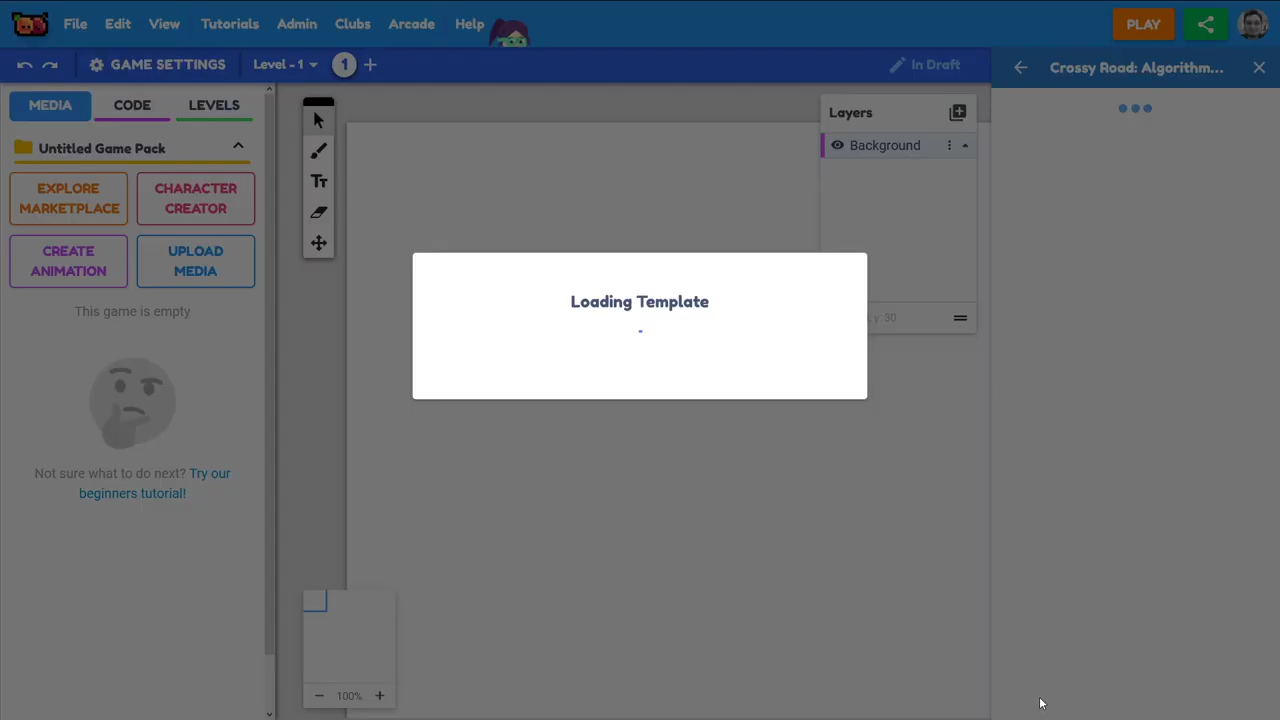 File Edit View Tutorials Admin Clubs Arcade Help PLAY
GAME SETTINGS Level - 1 1 In Draft Crossy Road: Algorithm...
MEDIA CODE LEVELS
Layers
Background
Untitled Game Pack
EXPLORE
MARKETPLACE
CHARACTER
CREATOR
CREATE
ANIMATION
UPLOAD
MEDIA
This game is empty
Not sure what to do next? Try our
beginners tutorial!
Loading Template
y: 30
100%